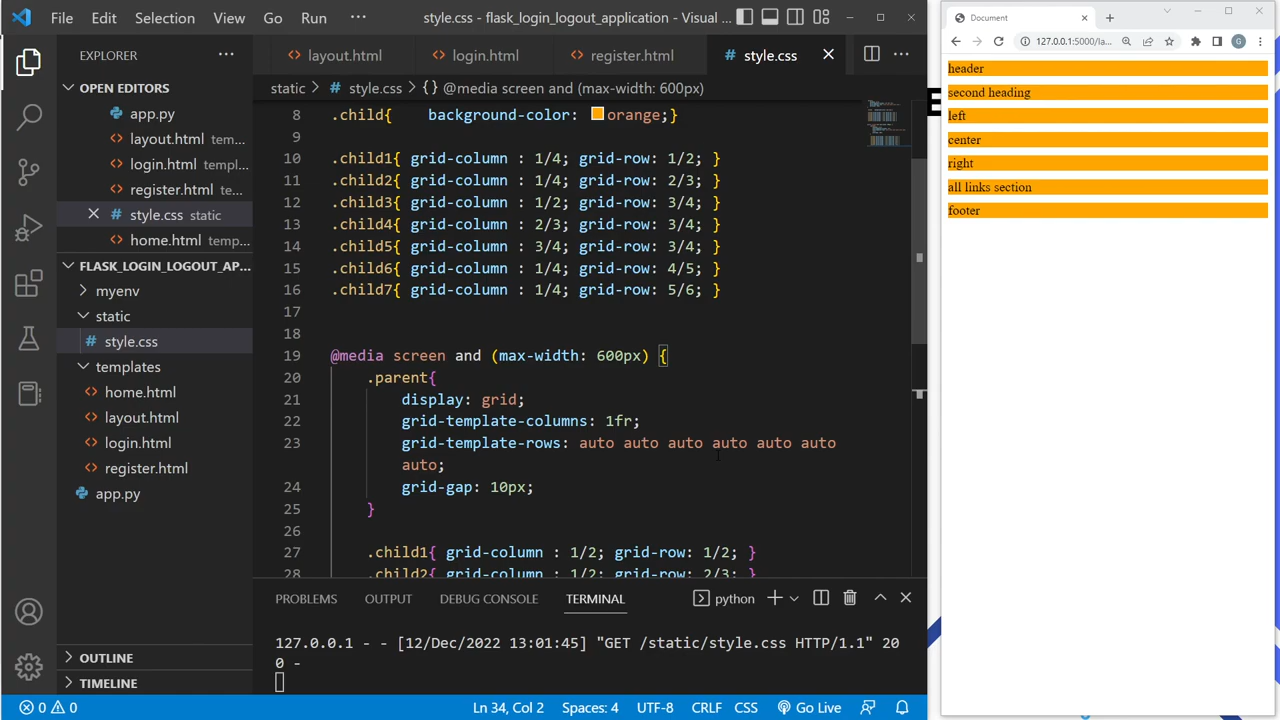 File Edit Selection View Go Run ··· style.css - flask_login_logout_application - Visual ...
EXPLORER ···
OPEN EDITORS
app.py
layout.html tem...
login.html templ...
register.html te...
style.css static
home.html temp...
FLASK_LOGIN_LOGOUT_AP...
myenv
static
style.css
templates
home.html
layout.html
login.html
register.html
app.py
OUTLINE
TIMELINE
layout.html login.html register.html style.css
static > style.css > {} @media screen and (max-width: 600px)
8 .child{ background-color: orange;}
9
10 .child1{ grid-column : 1/4; grid-row: 1/2; }
11 .child2{ grid-column : 1/4; grid-row: 2/3; }
12 .child3{ grid-column : 1/2; grid-row: 3/4; }
13 .child4{ grid-column : 2/3; grid-row: 3/4; }
14 .child5{ grid-column : 3/4; grid-row: 3/4; }
15 .child6{ grid-column : 1/4; grid-row: 4/5; }
16 .child7{ grid-column : 1/4; grid-row: 5/6; }
17
18
19 @media screen and (max-width: 600px) {
20 .parent{
21 display: grid;
22 grid-template-columns: 1fr;
23 grid-template-rows: auto auto auto auto auto auto
auto;
24 grid-gap: 10px;
25 }
26
27 .child1{ grid-column : 1/2; grid-row: 1/2; }
28 .child2{ grid-column : 1/2; grid-row: 2/3; }
PROBLEMS OUTPUT DEBUG CONSOLE TERMINAL python
127.0.0.1 - - [12/Dec/2022 13:01:45] "GET /static/style.css HTTP/1.1" 20
0 -
0 0 Ln 34, Col 2 Spaces: 4 UTF-8 CRLF CSS Go Live
Document
127.0.0.1:5000/la...
G
header
second heading
left
center
right
all links section
footer